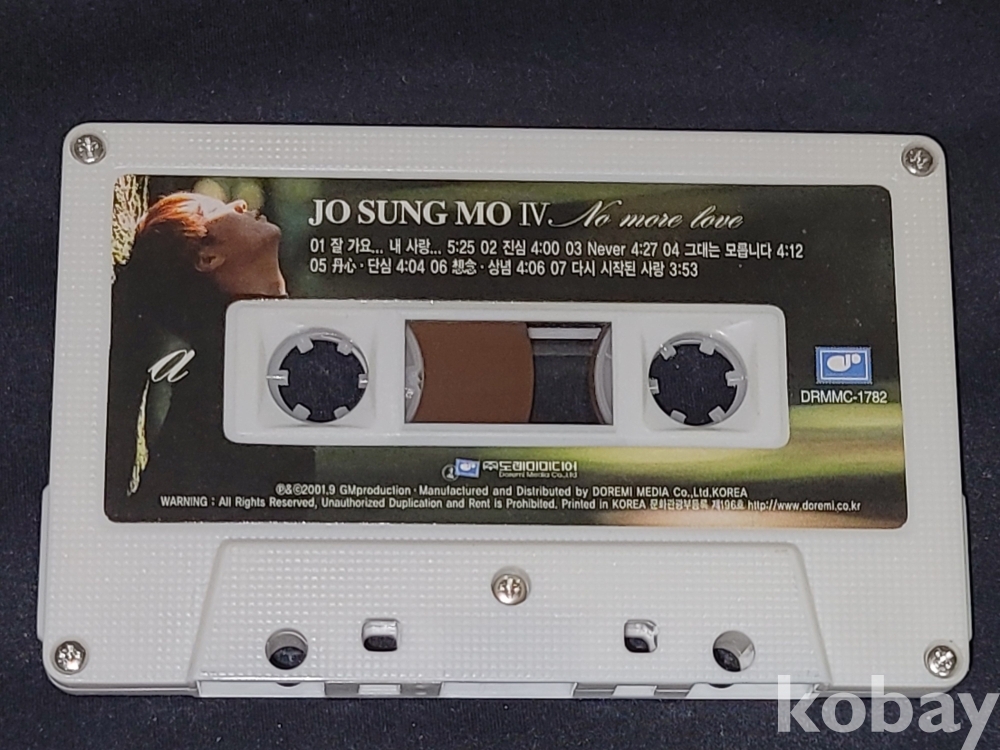 JO SUNG MO IV. No more love
01 잘 가요... 내 사랑... 5:25 02 진심 4:00 03 Never 4:27 04 그대는 모릅니다 4:12
05 丹心·단심 4:04 06 想念·상념 4:06 07 다시 시작된 사랑 3:53
a
DRMMC-1782
㈜도레미미디어
Doremi Media Co.,Ltd
℗&©2001.9 GMproduction · Manufactured and Distributed by DOREMI MEDIA Co.,Ltd.KOREA
WARNING : All Rights Reserved, Unauthorized Duplication and Rent is Prohibited. Printed in KOREA 문화관광부등록 제196호 http://www.doremi.co.kr
kobay